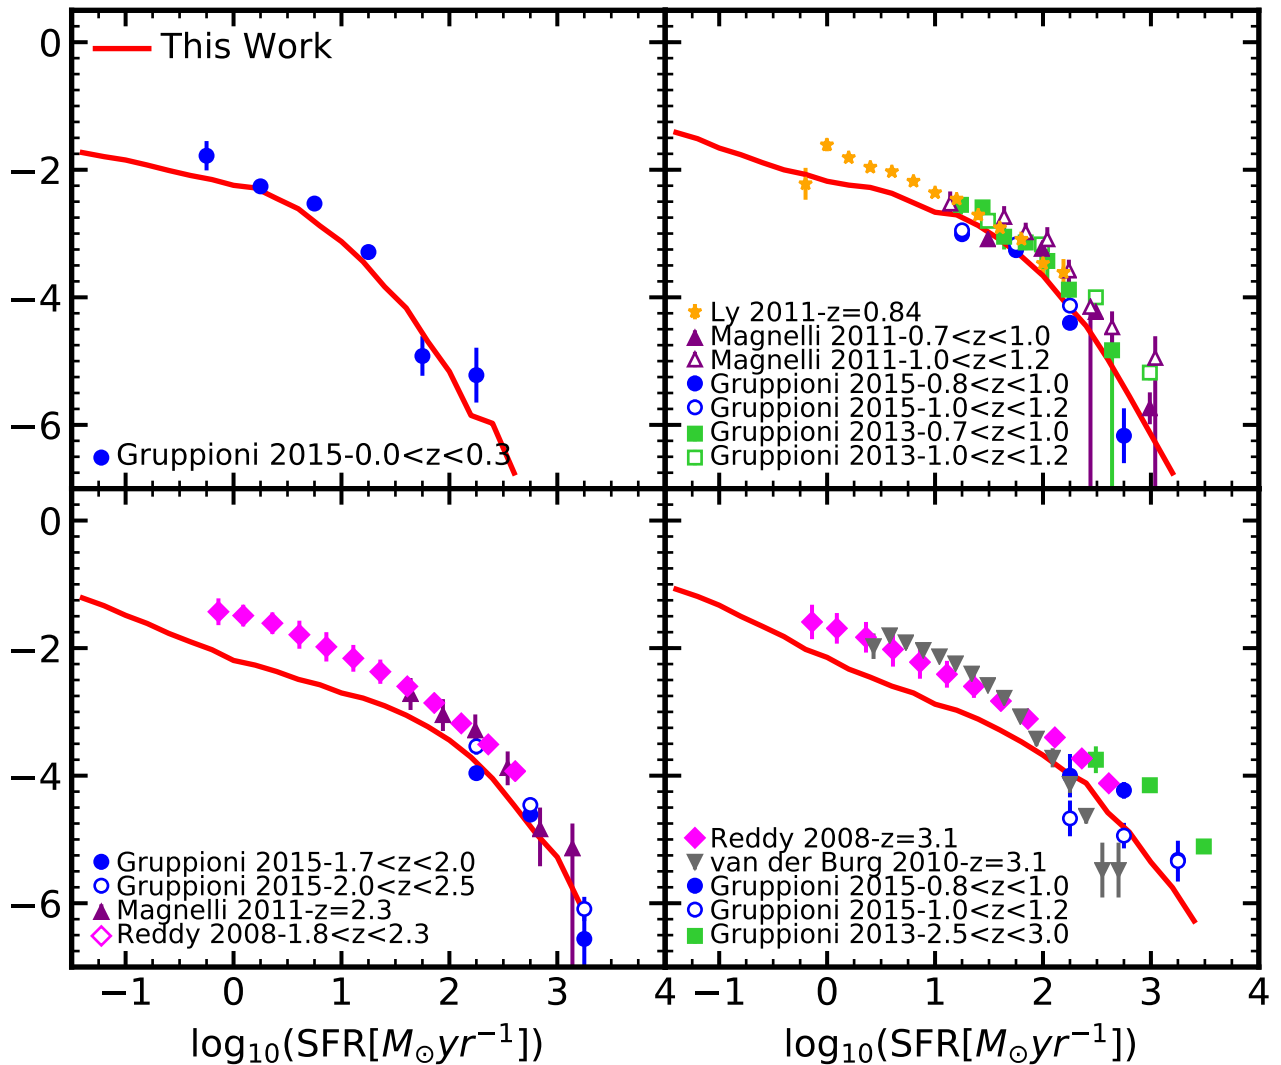 This Work
0
−2
−4
−6
Gruppioni 2015-0.0<z<0.3
Ly 2011-z=0.84
Magnelli 2011-0.7<z<1.0
Magnelli 2011-1.0<z<1.2
Gruppioni 2015-0.8<z<1.0
Gruppioni 2015-1.0<z<1.2
Gruppioni 2013-0.7<z<1.0
Gruppioni 2013-1.0<z<1.2
0
−2
−4
−6
Gruppioni 2015-1.7<z<2.0
Gruppioni 2015-2.0<z<2.5
Magnelli 2011-z=2.3
Reddy 2008-1.8<z<2.3
Reddy 2008-z=3.1
van der Burg 2010-z=3.1
Gruppioni 2015-0.8<z<1.0
Gruppioni 2015-1.0<z<1.2
Gruppioni 2013-2.5<z<3.0
−1 0 1 2 3 4 −1 0 1 2 3 4
log₁₀(SFR[M⊙yr⁻¹]) log₁₀(SFR[M⊙yr⁻¹])